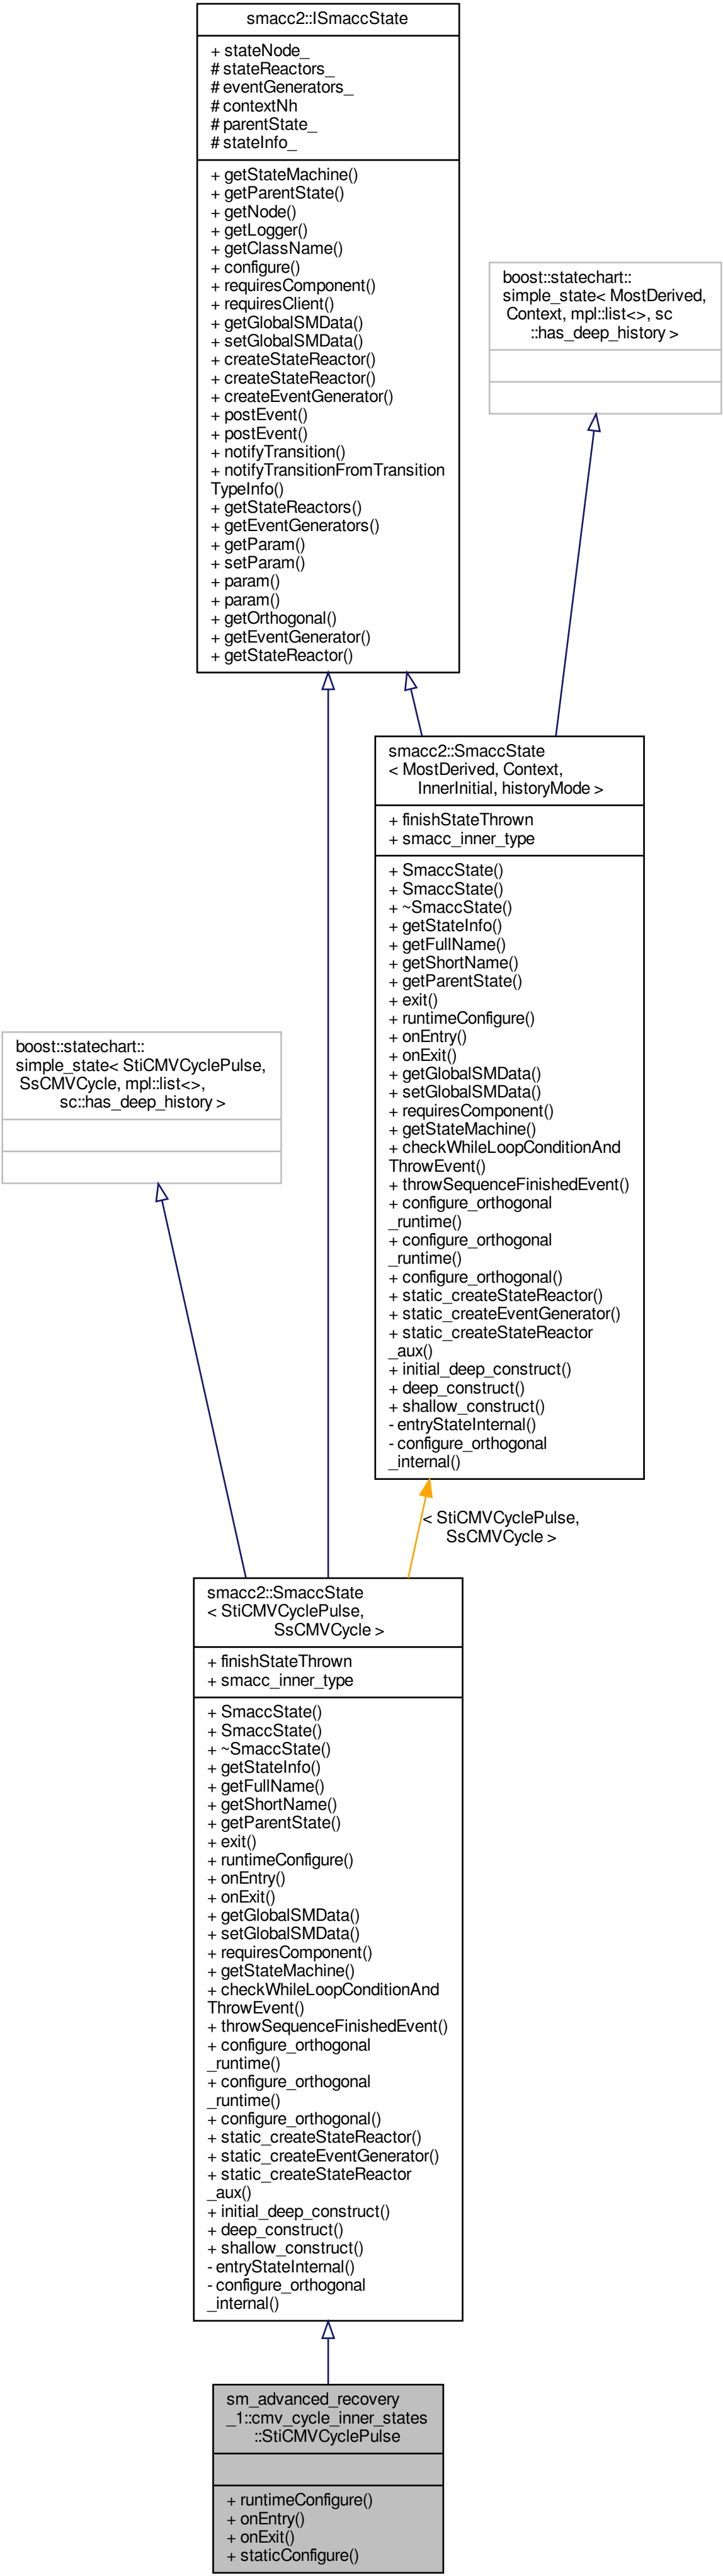 smacc2::ISmaccState
+ stateNode_
# stateReactors_
# eventGenerators_
# contextNh
# parentState_
# stateInfo_
+ getStateMachine()
+ getParentState()
+ getNode()
+ getLogger()
+ getClassName()
+ configure()
+ requiresComponent()
+ requiresClient()
+ getGlobalSMData()
+ setGlobalSMData()
+ createStateReactor()
+ createStateReactor()
+ createEventGenerator()
+ postEvent()
+ postEvent()
+ notifyTransition()
+ notifyTransitionFromTransition
TypeInfo()
+ getStateReactors()
+ getEventGenerators()
+ getParam()
+ setParam()
+ param()
+ param()
+ getOrthogonal()
+ getEventGenerator()
+ getStateReactor()
boost::statechart::
simple_state< MostDerived,
Context, mpl::list<>, sc
::has_deep_history >
smacc2::SmaccState
< MostDerived, Context,
InnerInitial, historyMode >
+ finishStateThrown
+ smacc_inner_type
+ SmaccState()
+ SmaccState()
+ ~SmaccState()
+ getStateInfo()
+ getFullName()
+ getShortName()
+ getParentState()
+ exit()
+ runtimeConfigure()
+ onEntry()
+ onExit()
+ getGlobalSMData()
+ setGlobalSMData()
+ requiresComponent()
+ getStateMachine()
+ checkWhileLoopConditionAnd
ThrowEvent()
+ throwSequenceFinishedEvent()
+ configure_orthogonal
_runtime()
+ configure_orthogonal
_runtime()
+ configure_orthogonal()
+ static_createStateReactor()
+ static_createEventGenerator()
+ static_createStateReactor
_aux()
+ initial_deep_construct()
+ deep_construct()
+ shallow_construct()
- entryStateInternal()
- configure_orthogonal
_internal()
boost::statechart::
simple_state< StiCMVCyclePulse,
SsCMVCycle, mpl::list<>,
sc::has_deep_history >
< StiCMVCyclePulse,
SsCMVCycle >
smacc2::SmaccState
< StiCMVCyclePulse,
SsCMVCycle >
+ finishStateThrown
+ smacc_inner_type
+ SmaccState()
+ SmaccState()
+ ~SmaccState()
+ getStateInfo()
+ getFullName()
+ getShortName()
+ getParentState()
+ exit()
+ runtimeConfigure()
+ onEntry()
+ onExit()
+ getGlobalSMData()
+ setGlobalSMData()
+ requiresComponent()
+ getStateMachine()
+ checkWhileLoopConditionAnd
ThrowEvent()
+ throwSequenceFinishedEvent()
+ configure_orthogonal
_runtime()
+ configure_orthogonal
_runtime()
+ configure_orthogonal()
+ static_createStateReactor()
+ static_createEventGenerator()
+ static_createStateReactor
_aux()
+ initial_deep_construct()
+ deep_construct()
+ shallow_construct()
- entryStateInternal()
- configure_orthogonal
_internal()
sm_advanced_recovery
_1::cmv_cycle_inner_states
::StiCMVCyclePulse
+ runtimeConfigure()
+ onEntry()
+ onExit()
+ staticConfigure()